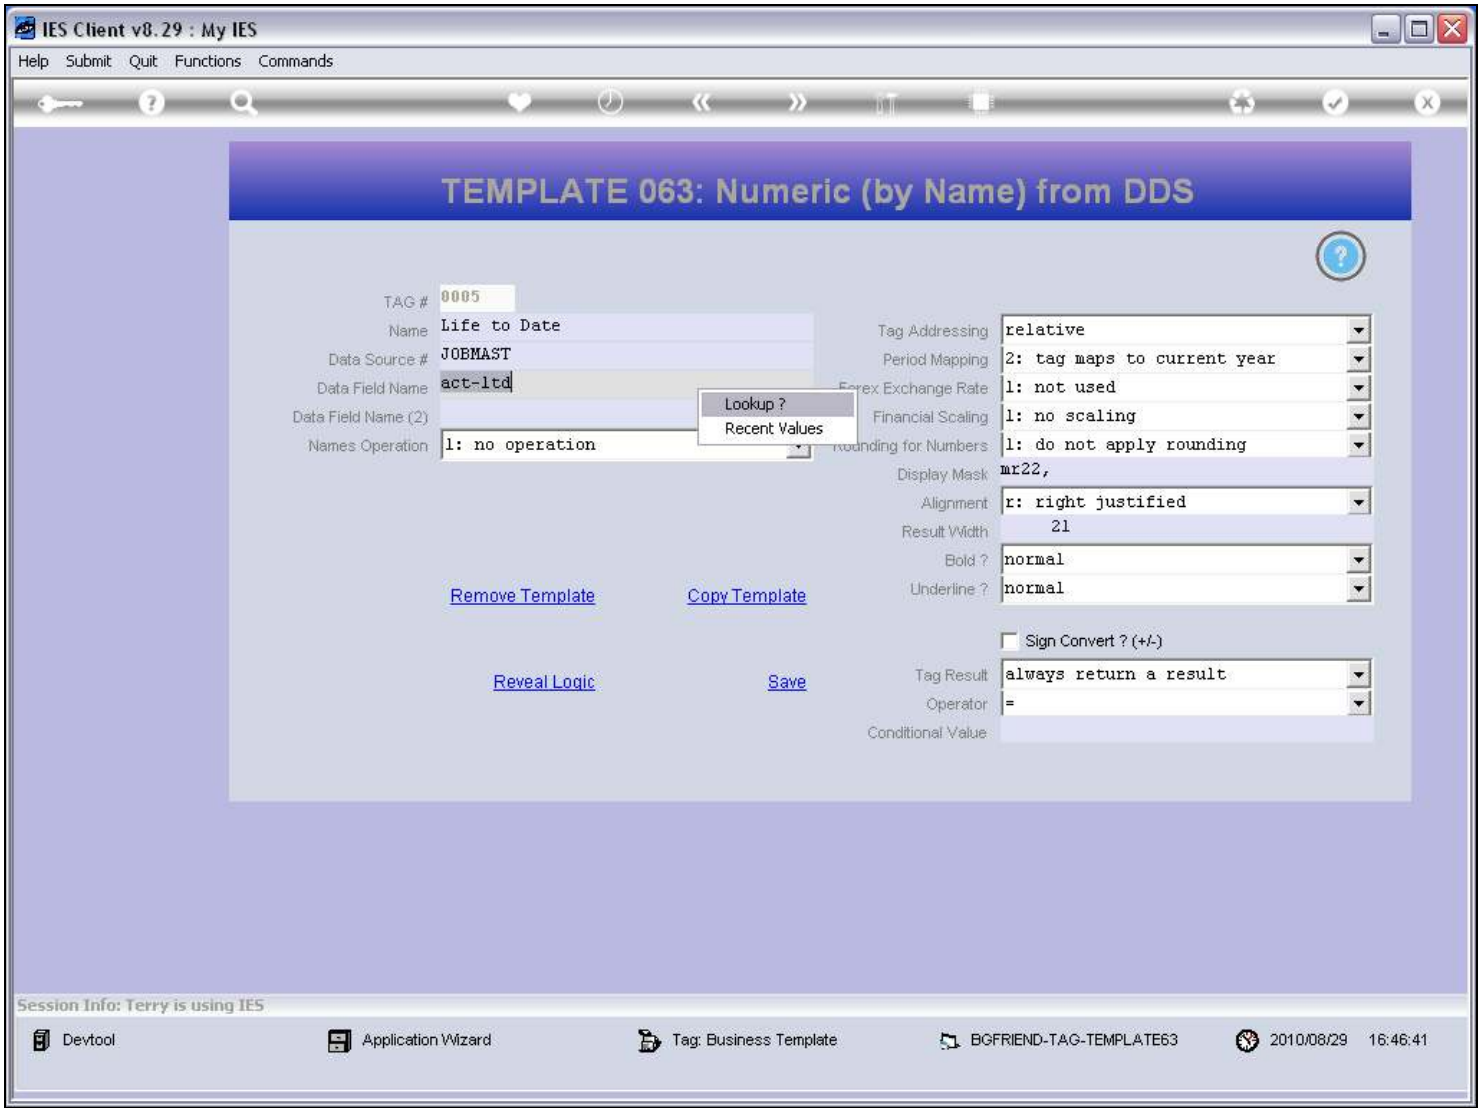 IES Client v8.29 : My IES
Help Submit Quit Functions Commands
TEMPLATE 063: Numeric (by Name) from DDS
?
TAG # 0005
Name Life to Date
Data Source # JOBMAST
Data Field Name act-ltd
Data Field Name (2)
Names Operation 1: no operation
Lookup ?
Recent Values
Tag Addressing relative
Period Mapping 2: tag maps to current year
Forex Exchange Rate 1: not used
Financial Scaling 1: no scaling
Rounding for Numbers 1: do not apply rounding
Display Mask mr22,
Alignment r: right justified
Result Width 21
Bold ? normal
Underline ? normal
Remove Template Copy Template
Sign Convert ? (+/-)
Reveal Logic Save
Tag Result always return a result
Operator =
Conditional Value
Session Info: Terry is using IES
Devtool Application Wizard Tag: Business Template BGFRIEND-TAG-TEMPLATE63 2010/08/29 16:46:41